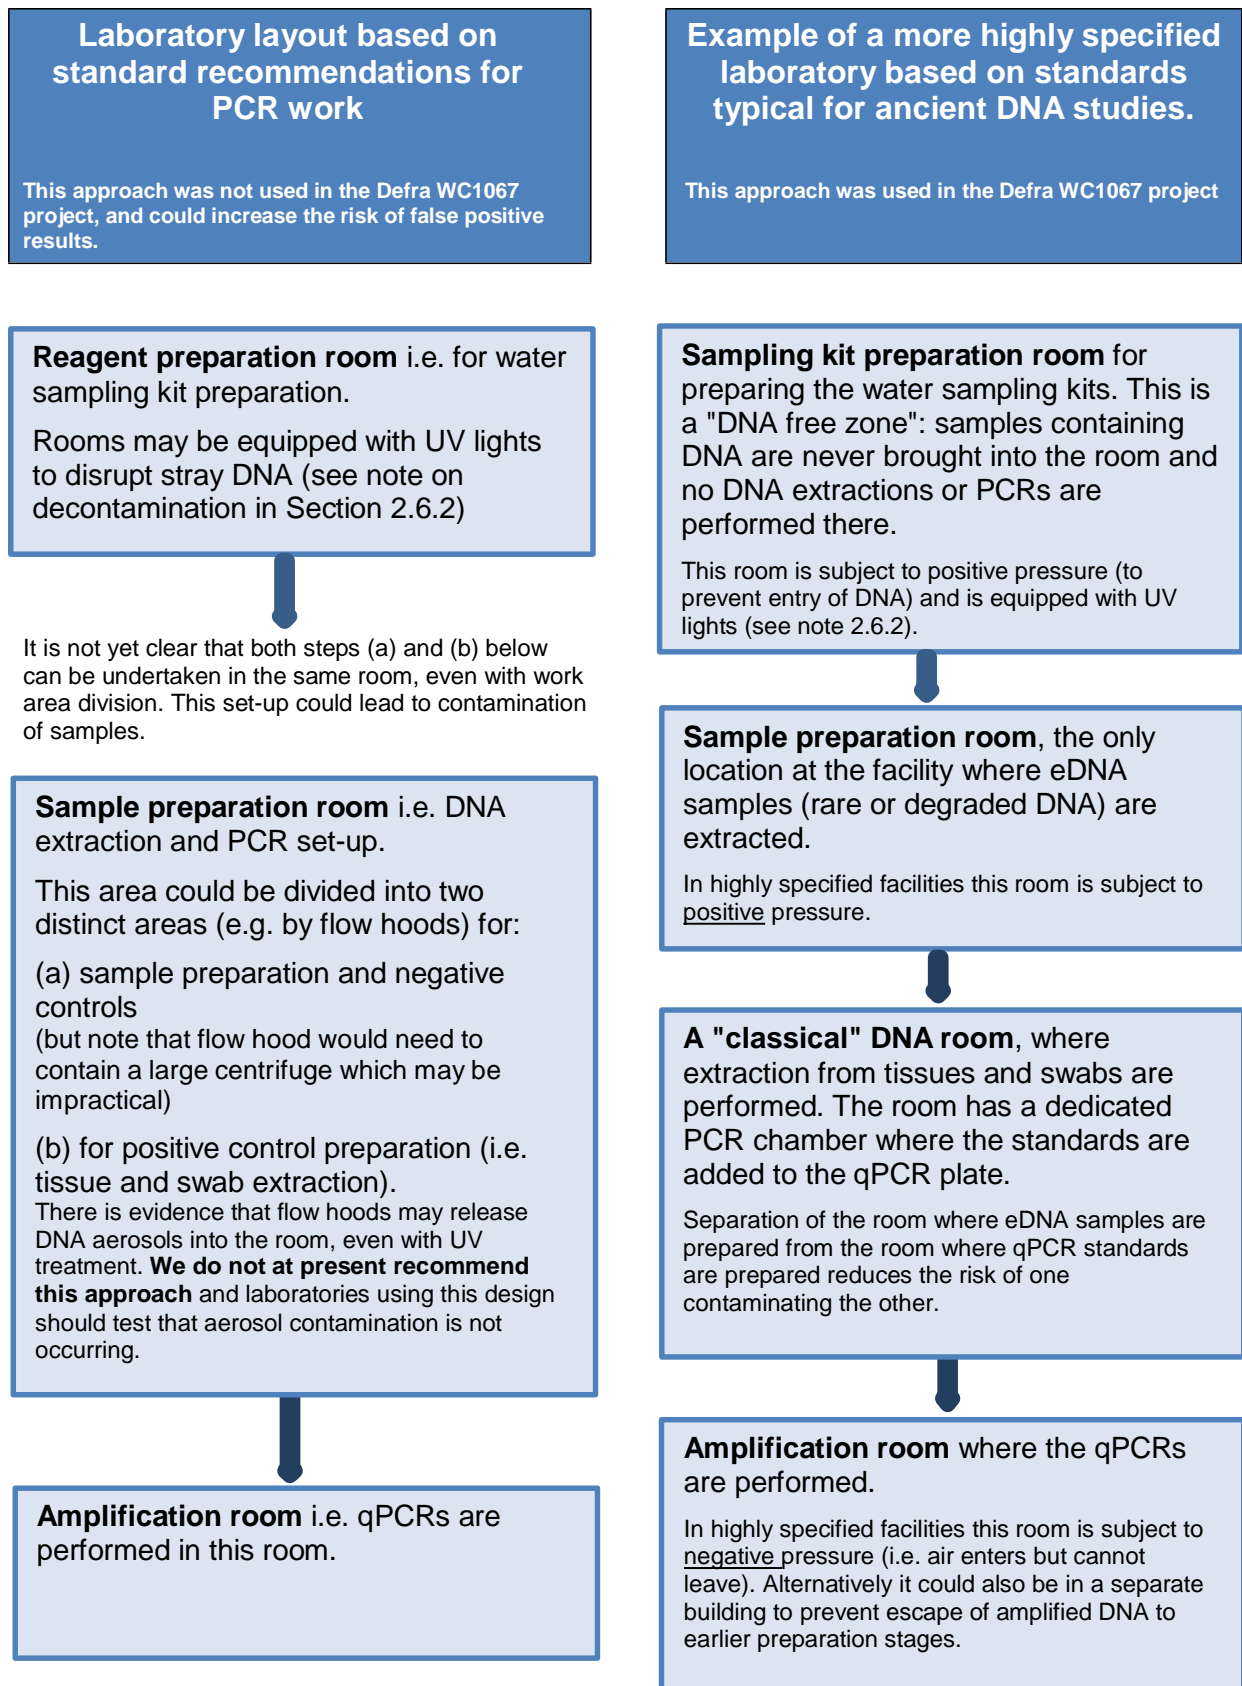 Laboratory layout based on
standard recommendations for
PCR work
This approach was not used in the Defra WC1067
project, and could increase the risk of false positive
results.
Reagent preparation room i.e. for water
sampling kit preparation.
Rooms may be equipped with UV lights
to disrupt stray DNA (see note on
decontamination in Section 2.6.2)
It is not yet clear that both steps (a) and (b) below
can be undertaken in the same room, even with work
area division. This set-up could lead to contamination
of samples.
Sample preparation room i.e. DNA
extraction and PCR set-up.
This area could be divided into two
distinct areas (e.g. by flow hoods) for:
(a) sample preparation and negative
controls
(but note that flow hood would need to
contain a large centrifuge which may be
impractical)
(b) for positive control preparation (i.e.
tissue and swab extraction).
There is evidence that flow hoods may release
DNA aerosols into the room, even with UV
treatment. We do not at present recommend
this approach and laboratories using this design
should test that aerosol contamination is not
occurring.
Amplification room i.e. qPCRs are
performed in this room.
Example of a more highly specified
laboratory based on standards
typical for ancient DNA studies.
This approach was used in the Defra WC1067 project
Sampling kit preparation room for
preparing the water sampling kits. This is
a "DNA free zone": samples containing
DNA are never brought into the room and
no DNA extractions or PCRs are
performed there.
This room is subject to positive pressure (to
prevent entry of DNA) and is equipped with UV
lights (see note 2.6.2).
Sample preparation room, the only
location at the facility where eDNA
samples (rare or degraded DNA) are
extracted.
In highly specified facilities this room is subject to
positive pressure.
A "classical" DNA room, where
extraction from tissues and swabs are
performed. The room has a dedicated
PCR chamber where the standards are
added to the qPCR plate.
Separation of the room where eDNA samples are
prepared from the room where qPCR standards
are prepared reduces the risk of one
contaminating the other.
Amplification room where the qPCRs
are performed.
In highly specified facilities this room is subject to
negative pressure (i.e. air enters but cannot
leave). Alternatively it could also be in a separate
building to prevent escape of amplified DNA to
earlier preparation stages.